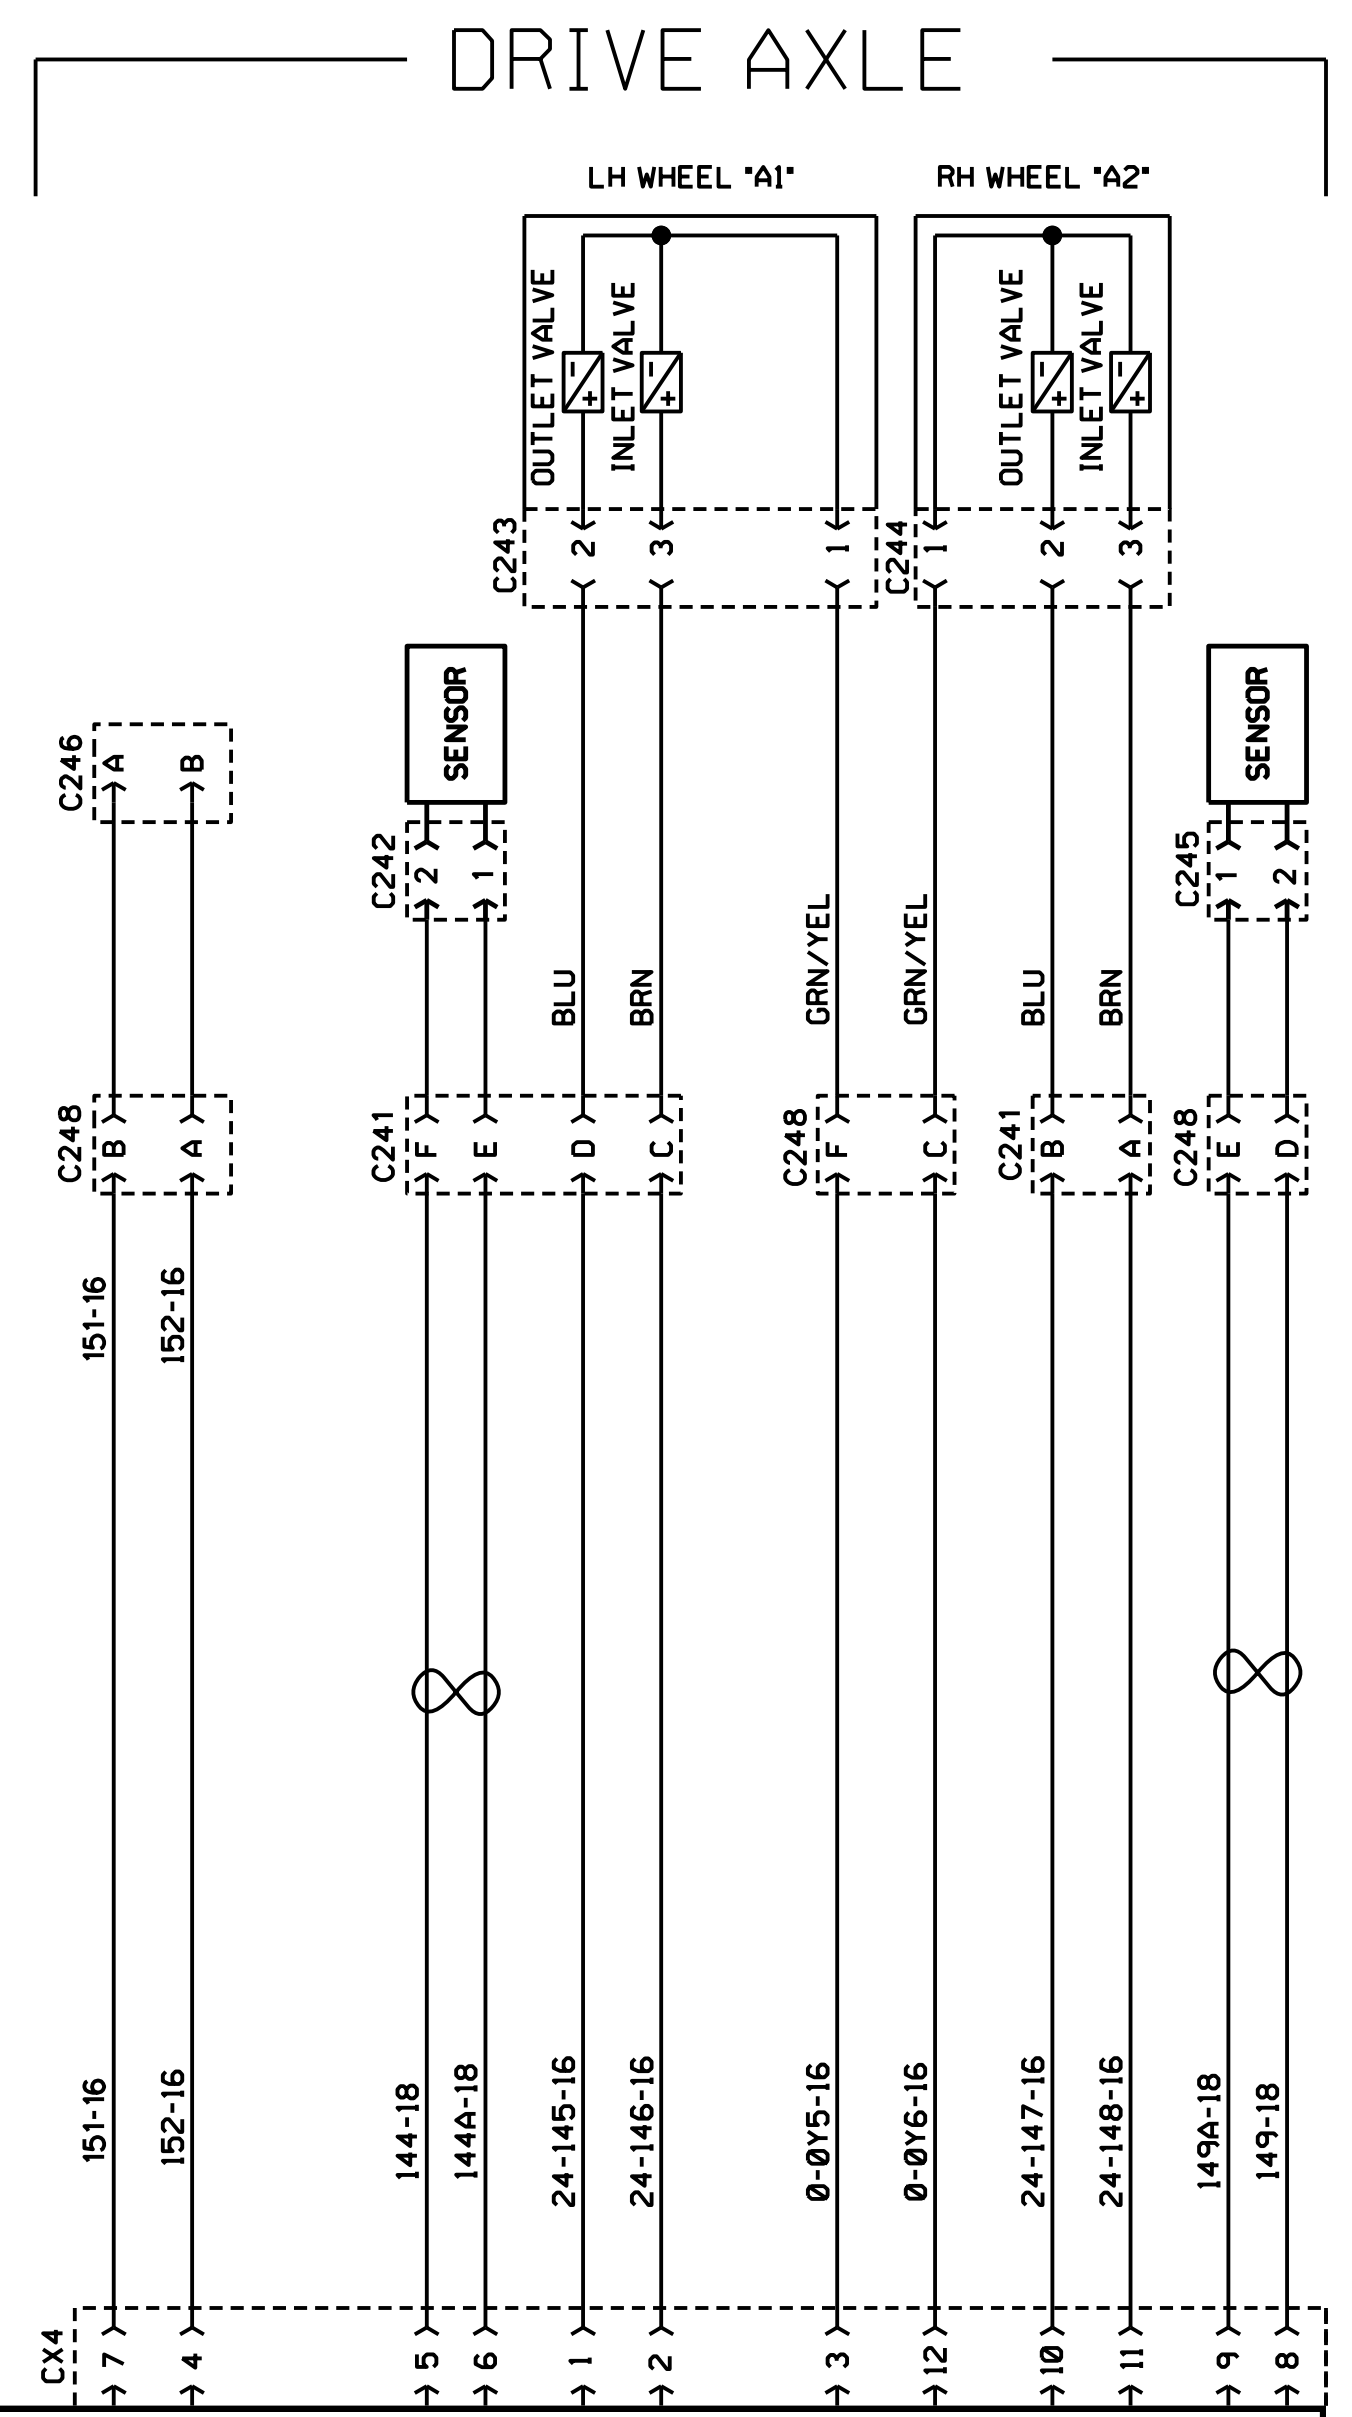 DRIVE AXLE
LH WHEEL "A1"
RH WHEEL "A2"
OUTLET VALVE
INLET VALVE
OUTLET VALVE
INLET VALVE
C243
2
3
1
C244
1
2
3
SENSOR
SENSOR
C246
A
B
C242
2
1
C245
1
2
BLU
BRN
GRN/YEL
GRN/YEL
BLU
BRN
C248
B
A
C241
F
E
D
C
C248
F
C
C241
B
A
C248
E
D
151-16
152-16
151-16
152-16
144-18
144A-18
24-145-16
24-146-16
0-0Y5-16
0-0Y6-16
24-147-16
24-148-16
149A-18
149-18
CX4
7
4
5
6
1
2
3
12
10
11
9
8